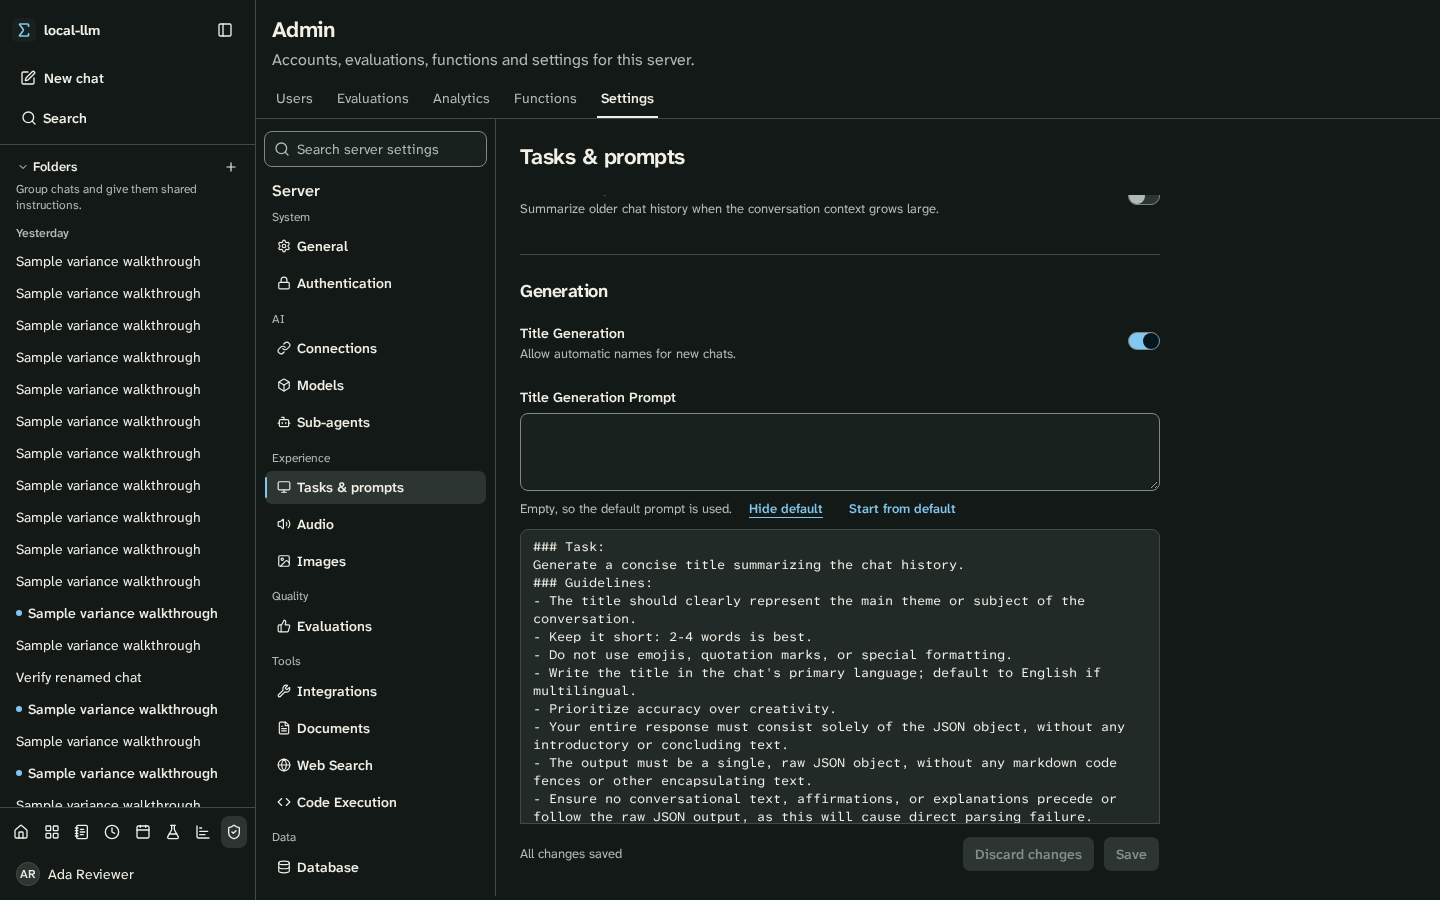 local-llm
New chat
Search
Folders
Group chats and give them shared
instructions.
Yesterday
Sample variance walkthrough
Sample variance walkthrough
Sample variance walkthrough
Sample variance walkthrough
Sample variance walkthrough
Sample variance walkthrough
Sample variance walkthrough
Sample variance walkthrough
Sample variance walkthrough
Sample variance walkthrough
Sample variance walkthrough
Sample variance walkthrough
Sample variance walkthrough
Verify renamed chat
Sample variance walkthrough
Sample variance walkthrough
Sample variance walkthrough
Sample variance walkthrough
AR Ada Reviewer
Admin
Accounts, evaluations, functions and settings for this server.
Users Evaluations Analytics Functions Settings
Search server settings
Server
System
General
Authentication
AI
Connections
Models
Sub-agents
Experience
Tasks & prompts
Audio
Images
Quality
Evaluations
Tools
Integrations
Documents
Web Search
Code Execution
Data
Database
Tasks & prompts
Summarize older chat history when the conversation context grows large.
Generation
Title Generation
Allow automatic names for new chats.
Title Generation Prompt
Empty, so the default prompt is used. Hide default Start from default
### Task:
Generate a concise title summarizing the chat history.
### Guidelines:
- The title should clearly represent the main theme or subject of the
conversation.
- Keep it short: 2-4 words is best.
- Do not use emojis, quotation marks, or special formatting.
- Write the title in the chat's primary language; default to English if
multilingual.
- Prioritize accuracy over creativity.
- Your entire response must consist solely of the JSON object, without any
introductory or concluding text.
- The output must be a single, raw JSON object, without any markdown code
fences or other encapsulating text.
- Ensure no conversational text, affirmations, or explanations precede or
follow the raw JSON output, as this will cause direct parsing failure.
All changes saved
Discard changes Save